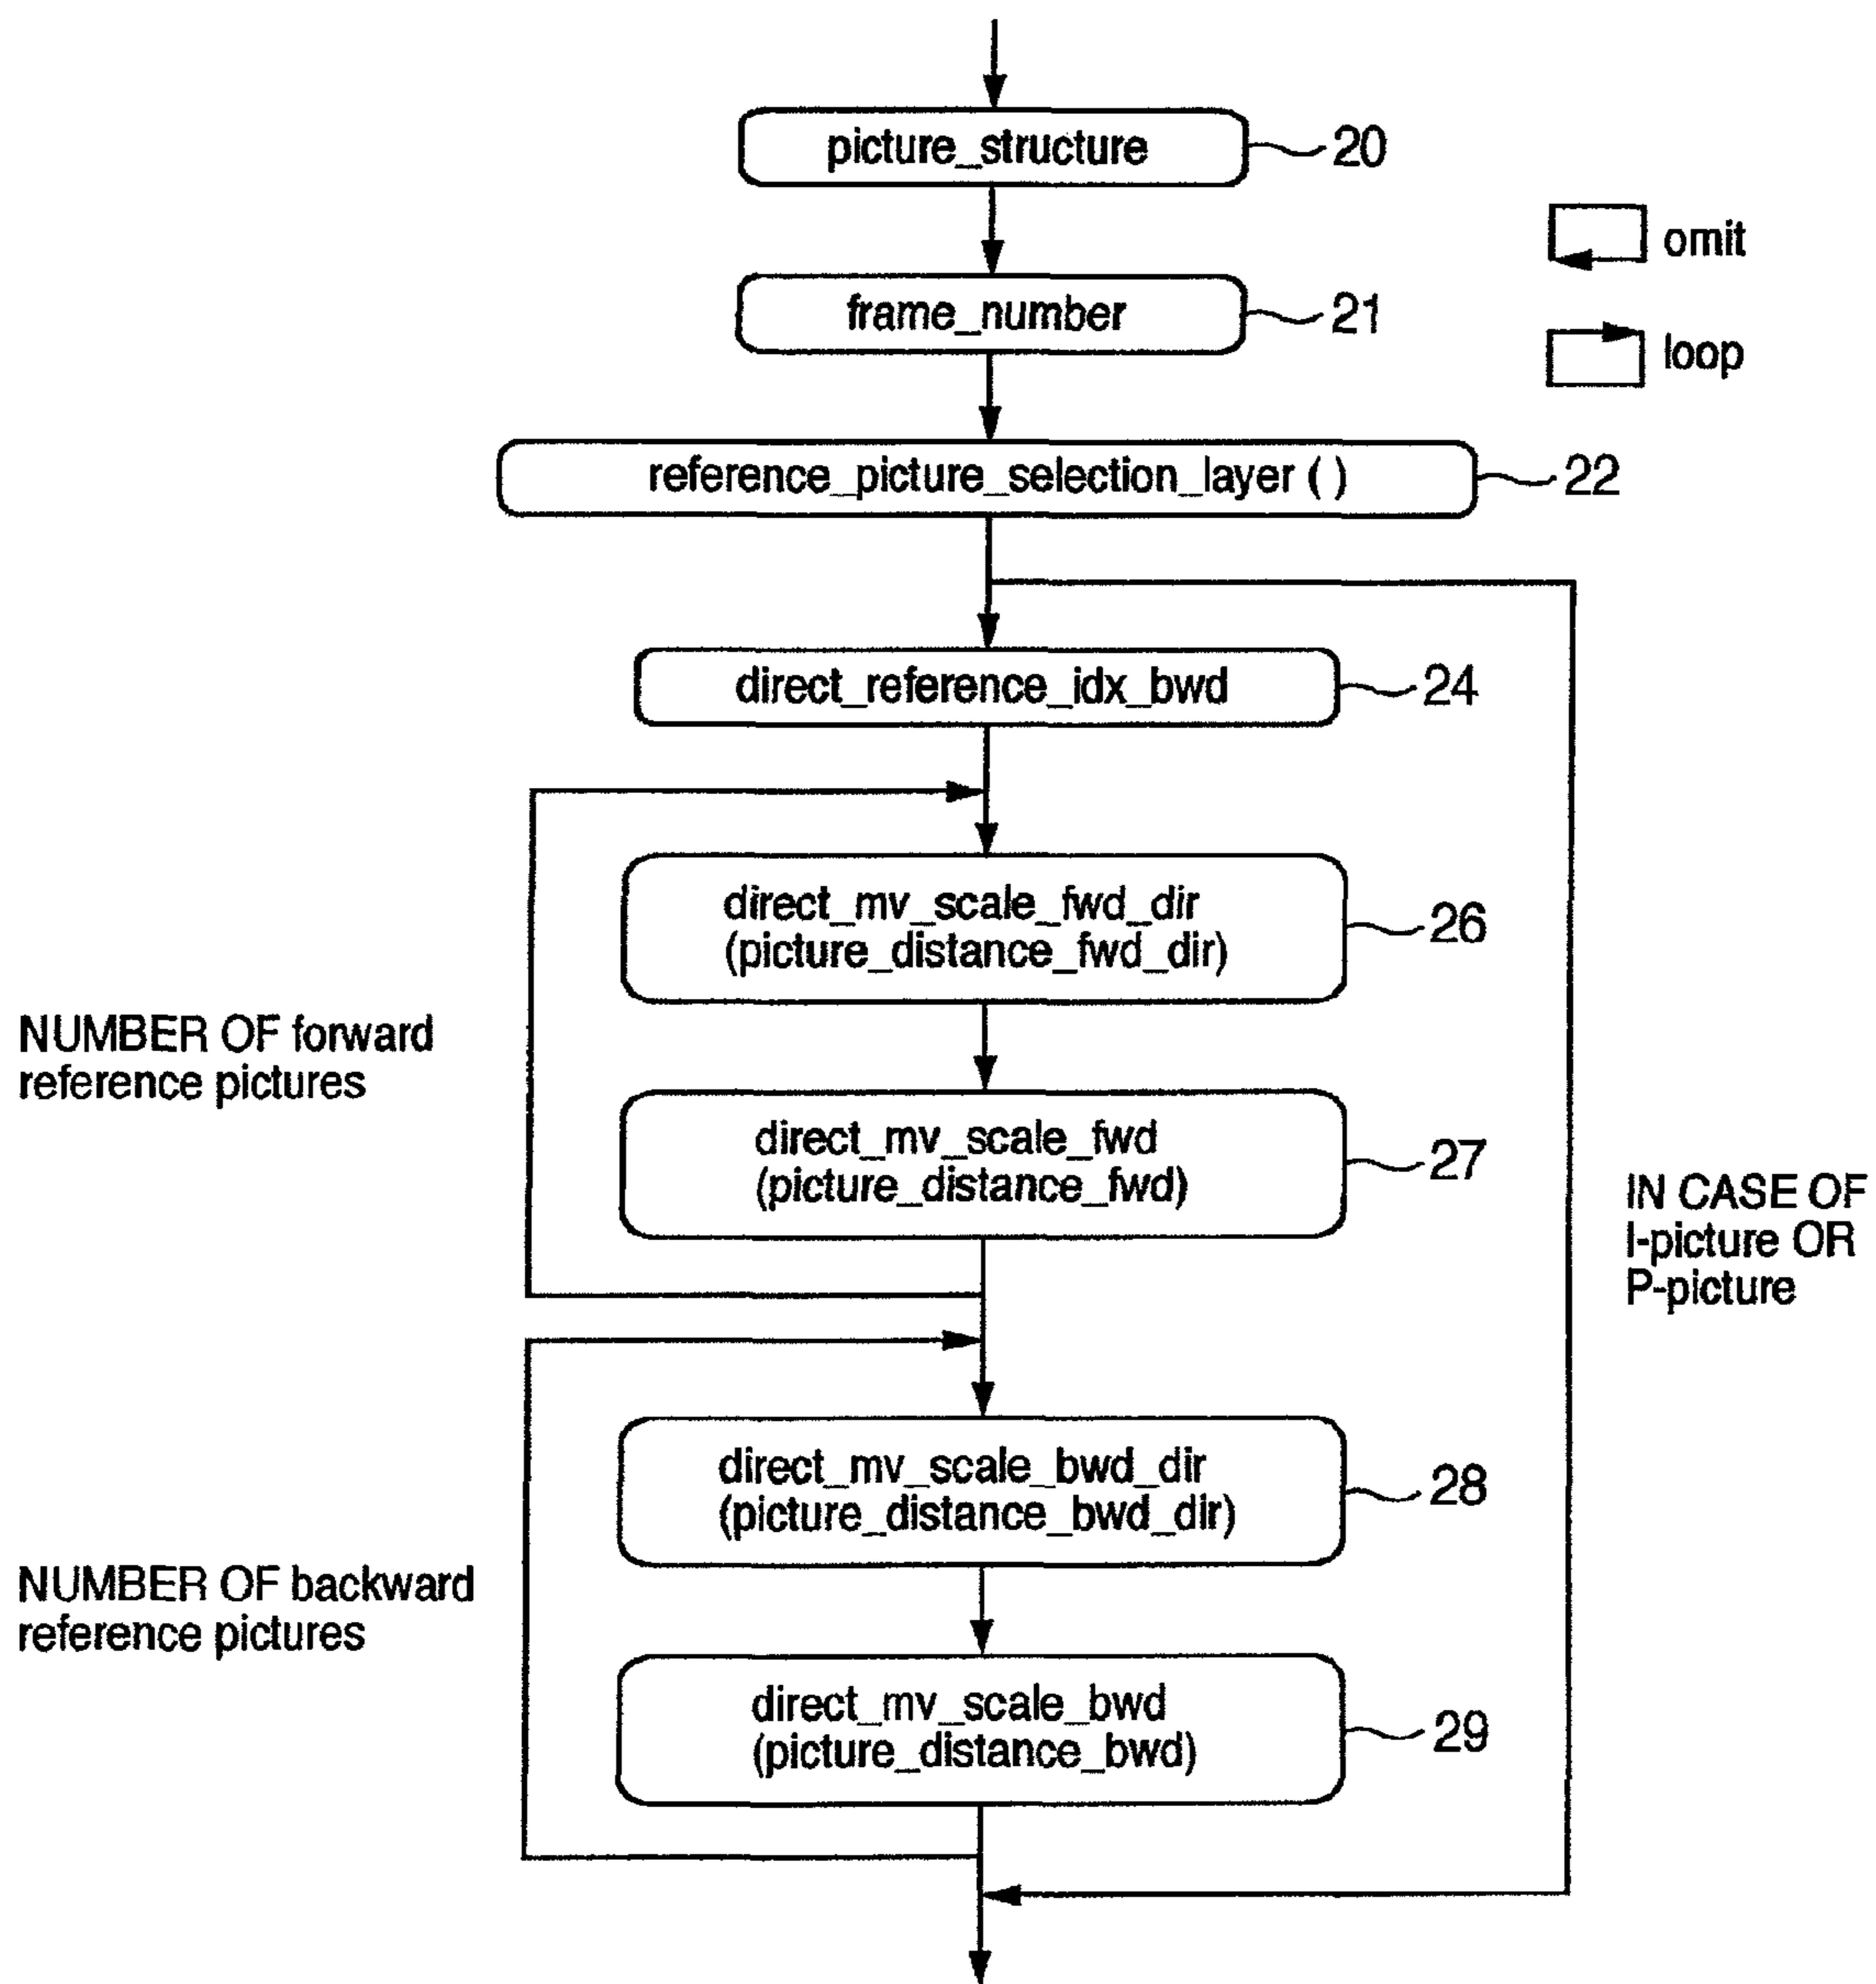 picture_structure
20
omit
frame_number
21
loop
reference_picture_selection_layer ( )
22
direct_reference_idx_bwd
24
direct_mv_scale_fwd_dir
(picture_distance_fwd_dir)
26
NUMBER OF forward
reference pictures
direct_mv_scale_fwd
(picture_distance_fwd)
27
IN CASE OF
I-picture OR
P-picture
direct_mv_scale_bwd_dir
(picture_distance_bwd_dir)
28
NUMBER OF backward
reference pictures
direct_mv_scale_bwd
(picture_distance_bwd)
29